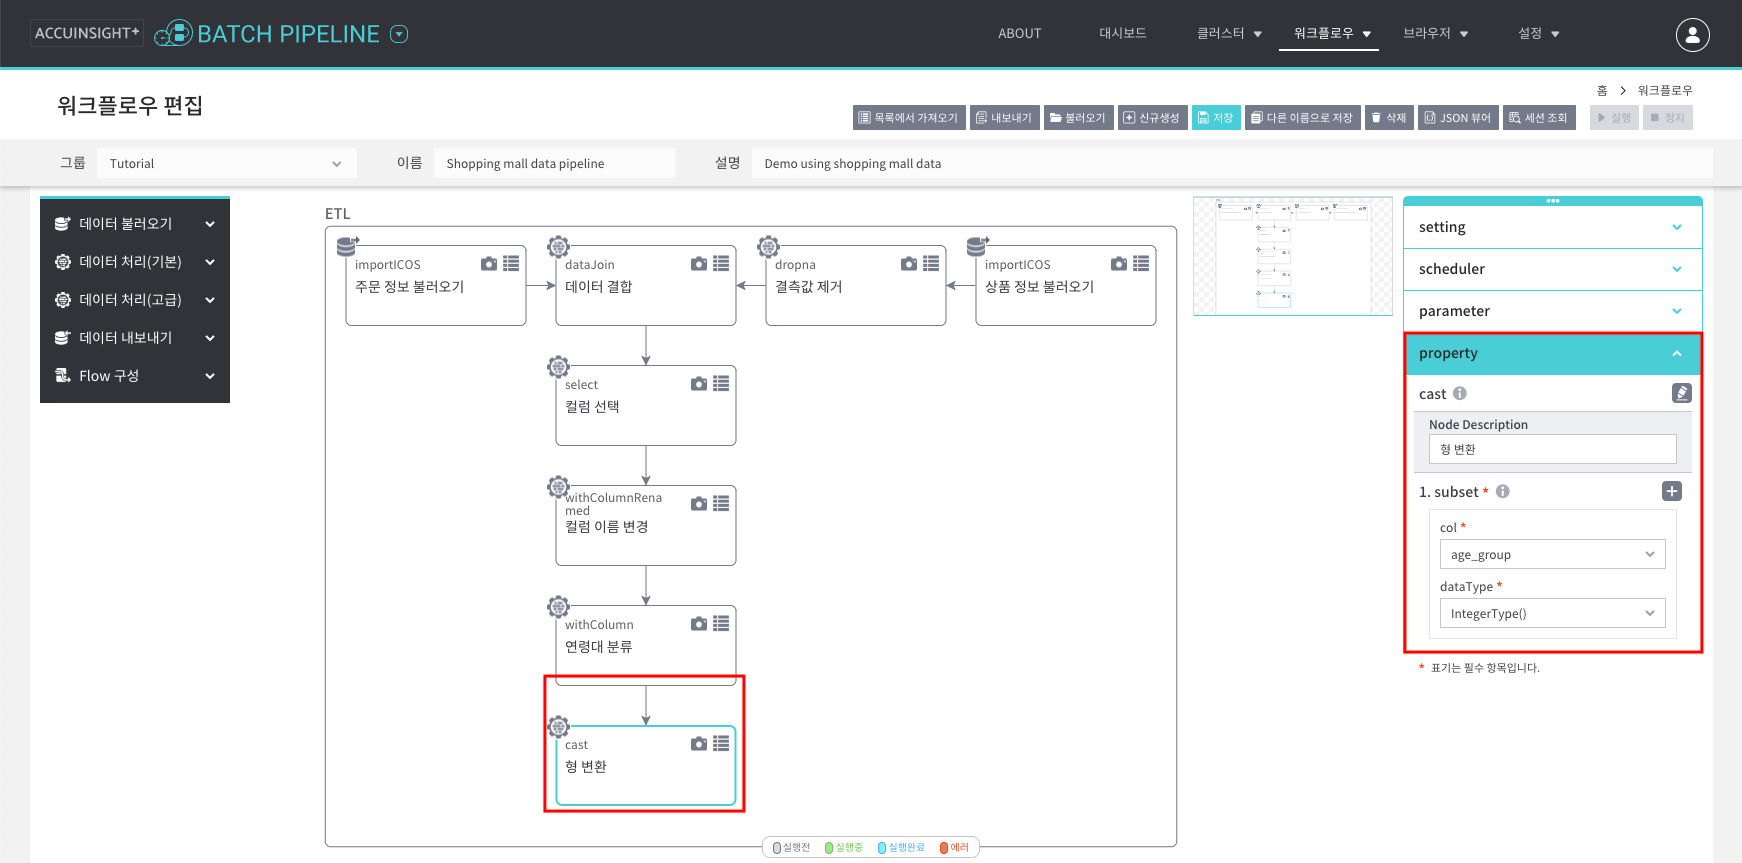 ACCUINSIGHT+ BATCH PIPELINE
ABOUT 대시보드 클러스터 워크플로우 브라우저 설정
워크플로우 편집
홈 > 워크플로우
목록에서 가져오기 내보내기 불러오기 신규생성 저장 다른 이름으로 저장 삭제 JSON 뷰어 세션 조회 실행 정지
그룹 Tutorial 이름 Shopping mall data pipeline 설명 Demo using shopping mall data
데이터 불러오기
데이터 처리(기본)
데이터 처리(고급)
데이터 내보내기
Flow 구성
ETL
importICOS
주문 정보 불러오기
dataJoin
데이터 결합
dropna
결측값 제거
importICOS
상품 정보 불러오기
select
컬럼 선택
withColumnRena
med
컬럼 이름 변경
withColumn
연령대 분류
cast
형 변환
실행전 실행중 실행완료 에러
setting
scheduler
parameter
property
cast
Node Description
형 변환
1. subset *
col *
age_group
dataType *
IntegerType()
* 표기는 필수 항목입니다.